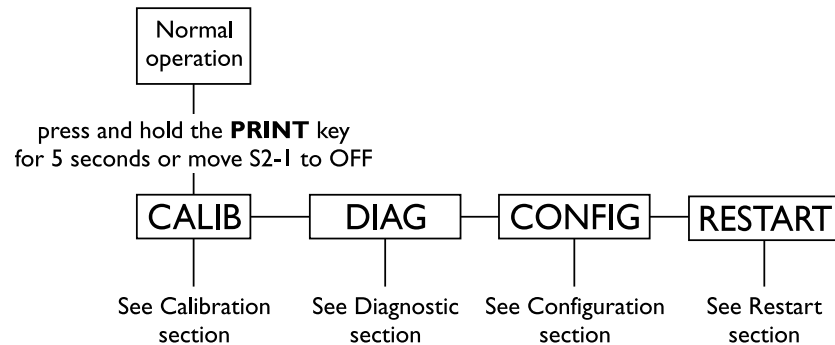 Normal
operation
press and hold the PRINT key
for 5 seconds or move S2-1 to OFF
CALIB
DIAG
CONFIG
RESTART
See Calibration
section
See Diagnostic
section
See Configuration
section
See Restart
section